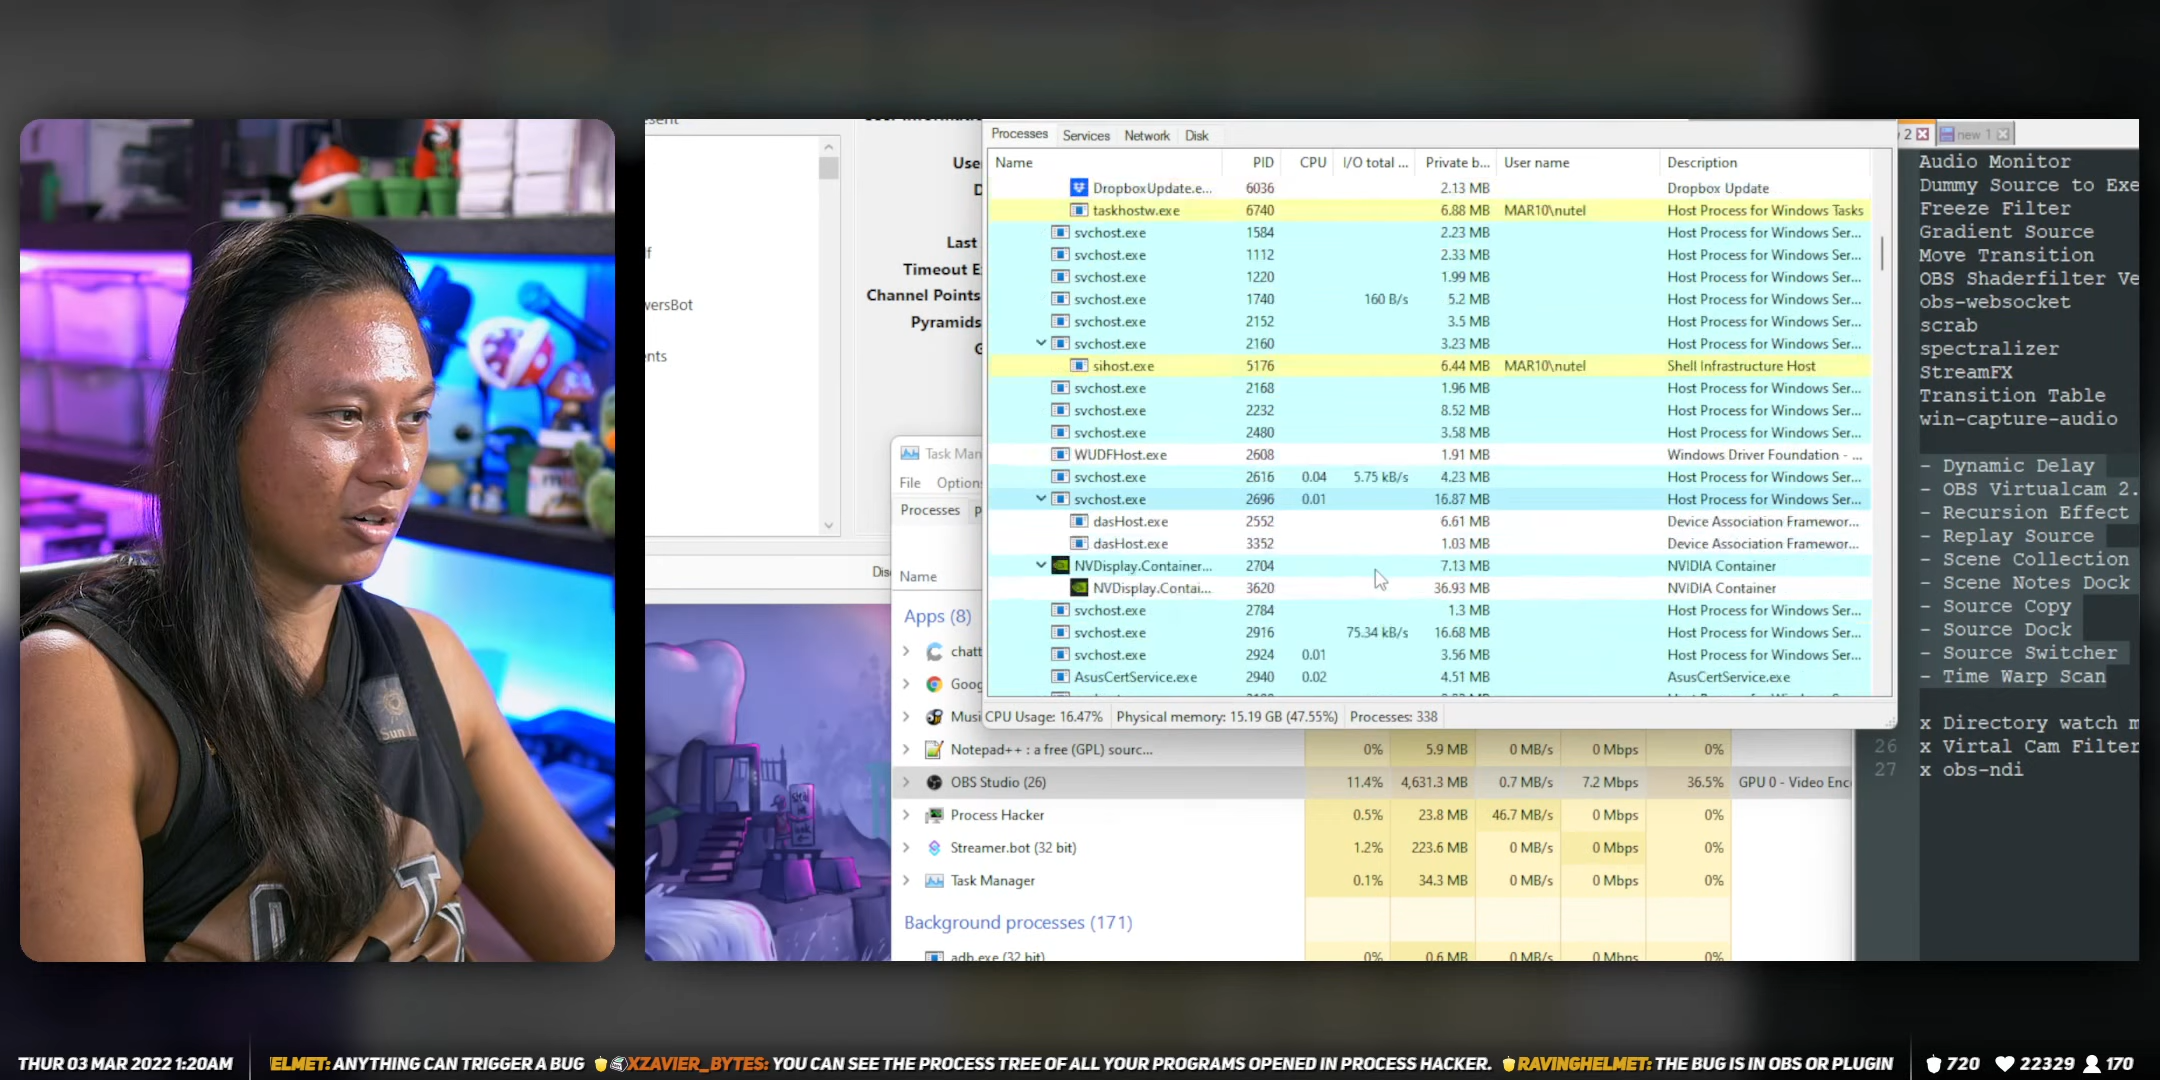 Processes Services Network Disk
Name PID CPU I/O total ... Private b... User name Description
DropboxUpdate.e... 6036 2.13 MB Dropbox Update
taskhostw.exe 6740 6.88 MB MAR10\nutel Host Process for Windows Tasks
svchost.exe 1584 2.23 MB Host Process for Windows Ser...
svchost.exe 1112 2.33 MB Host Process for Windows Ser...
svchost.exe 1220 1.99 MB Host Process for Windows Ser...
svchost.exe 1740 160 B/s 5.2 MB Host Process for Windows Ser...
svchost.exe 2152 3.5 MB Host Process for Windows Ser...
svchost.exe 2160 3.23 MB Host Process for Windows Ser...
sihost.exe 5176 6.44 MB MAR10\nutel Shell Infrastructure Host
svchost.exe 2168 1.96 MB Host Process for Windows Ser...
svchost.exe 2232 8.52 MB Host Process for Windows Ser...
svchost.exe 2480 3.58 MB Host Process for Windows Ser...
WUDFHost.exe 2608 1.91 MB Windows Driver Foundation - ...
svchost.exe 2616 0.04 5.75 kB/s 4.23 MB Host Process for Windows Ser...
svchost.exe 2696 0.01 16.87 MB Host Process for Windows Ser...
dasHost.exe 2552 6.61 MB Device Association Framewor...
dasHost.exe 3352 1.03 MB Device Association Framewor...
NVDisplay.Container... 2704 7.13 MB NVIDIA Container
NVDisplay.Contai... 3620 36.93 MB NVIDIA Container
svchost.exe 2784 1.3 MB Host Process for Windows Ser...
svchost.exe 2916 75.34 kB/s 16.68 MB Host Process for Windows Ser...
svchost.exe 2924 0.01 3.56 MB Host Process for Windows Ser...
AsusCertService.exe 2940 0.02 4.51 MB AsusCertService.exe
CPU Usage: 16.47% Physical memory: 15.19 GB (47.55%) Processes: 338
Use
Last
Timeout E
Channel Points
Pyramids
wersBot
nts
Dis
Task Man
File Options
Processes P
Name
Apps (8)
chatt
Goog
Musi
Notepad++ : a free (GPL) sourc... 0% 5.9 MB 0 MB/s 0 Mbps 0%
OBS Studio (26) 11.4% 4,631.3 MB 0.7 MB/s 7.2 Mbps 36.5% GPU 0 - Video Enc
Process Hacker 0.5% 23.8 MB 46.7 MB/s 0 Mbps 0%
Streamer.bot (32 bit) 1.2% 223.6 MB 0 MB/s 0 Mbps 0%
Task Manager 0.1% 34.3 MB 0 MB/s 0 Mbps 0%
Background processes (171)
adb.exe (32 bit) 0% 0.6 MB 0 MB/s 0 Mbps 0%
2 new 1
Audio Monitor
Dummy Source to Exe
Freeze Filter
Gradient Source
Move Transition
OBS Shaderfilter Ve
obs-websocket
scrab
spectralizer
StreamFX
Transition Table
win-capture-audio
- Dynamic Delay
- OBS Virtualcam 2.
- Recursion Effect
- Replay Source
- Scene Collection
- Scene Notes Dock
- Source Copy
- Source Dock
- Source Switcher
- Time Warp Scan
x Directory watch m
26 x Virtal Cam Filter
27 x obs-ndi
THUR 03 MAR 2022 1:20AM ELMET: ANYTHING CAN TRIGGER A BUG XZAVIER_BYTES: YOU CAN SEE THE PROCESS TREE OF ALL YOUR PROGRAMS OPENED IN PROCESS HACKER. RAVINGHELMET: THE BUG IS IN OBS OR PLUGIN 720 22329 170